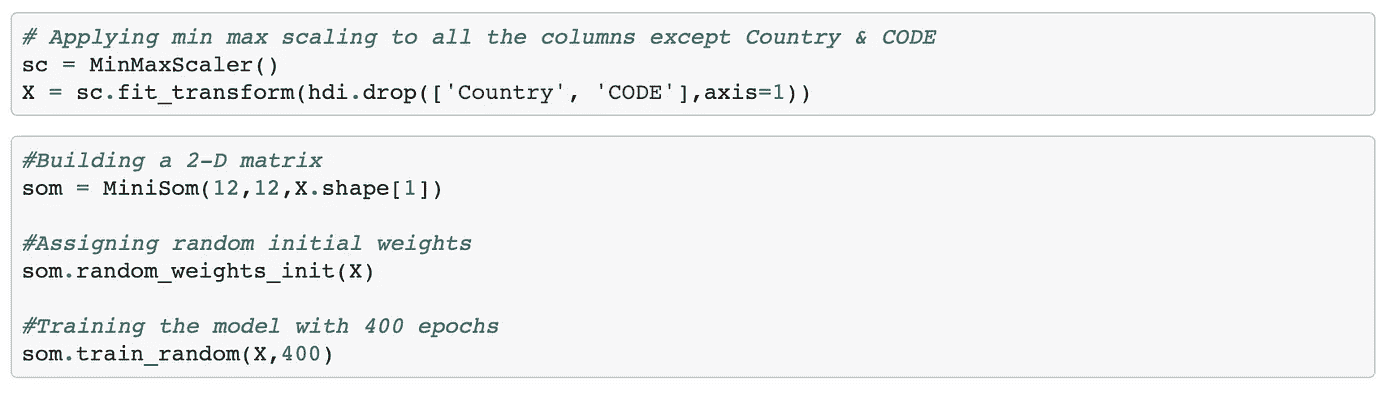 # Applying min max scaling to all the columns except Country & CODE
sc = MinMaxScaler()
X = sc.fit_transform(hdi.drop(['Country', 'CODE'],axis=1))
#Building a 2-D matrix
som = MiniSom(12,12,X.shape[1])
#Assigning random initial weights
som.random_weights_init(X)
#Training the model with 400 epochs
som.train_random(X,400)